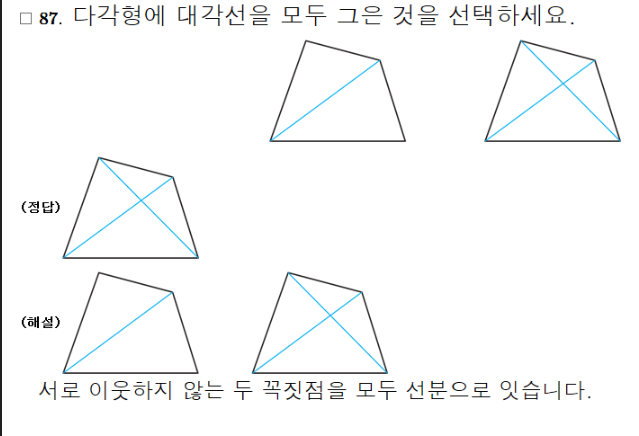 □ 87. 다각형에 대각선을 모두 그은 것을 선택하세요.
(정답)
(해설)
서로 이웃하지 않는 두 꼭짓점을 모두 선분으로 잇습니다.